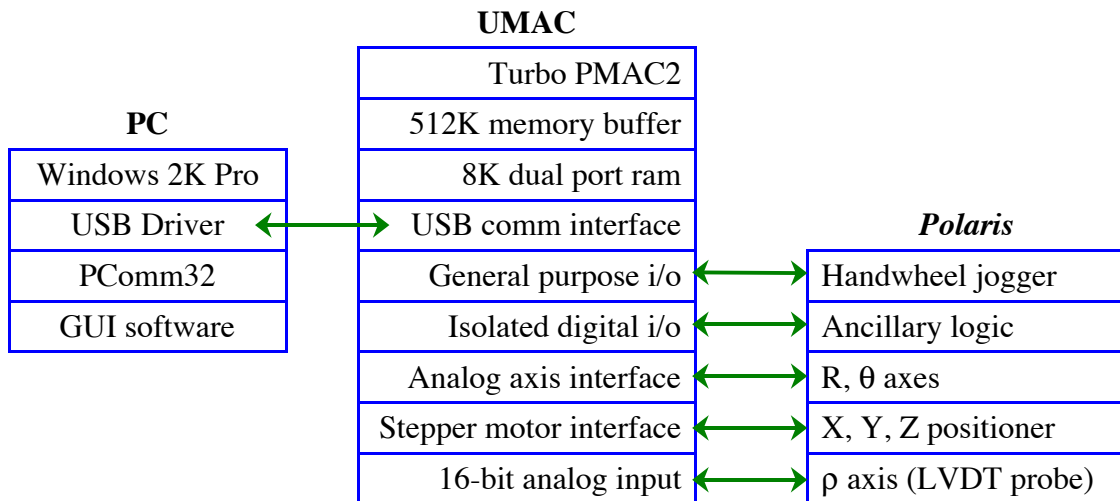 UMAC
Turbo PMAC2
512K memory buffer
8K dual port ram
USB comm interface
General purpose i/o
Isolated digital i/o
Analog axis interface
Stepper motor interface
16-bit analog input
PC
Windows 2K Pro
USB Driver
PComm32
GUI software
Polaris
Handwheel jogger
Ancillary logic
R, θ axes
X, Y, Z positioner
ρ axis (LVDT probe)